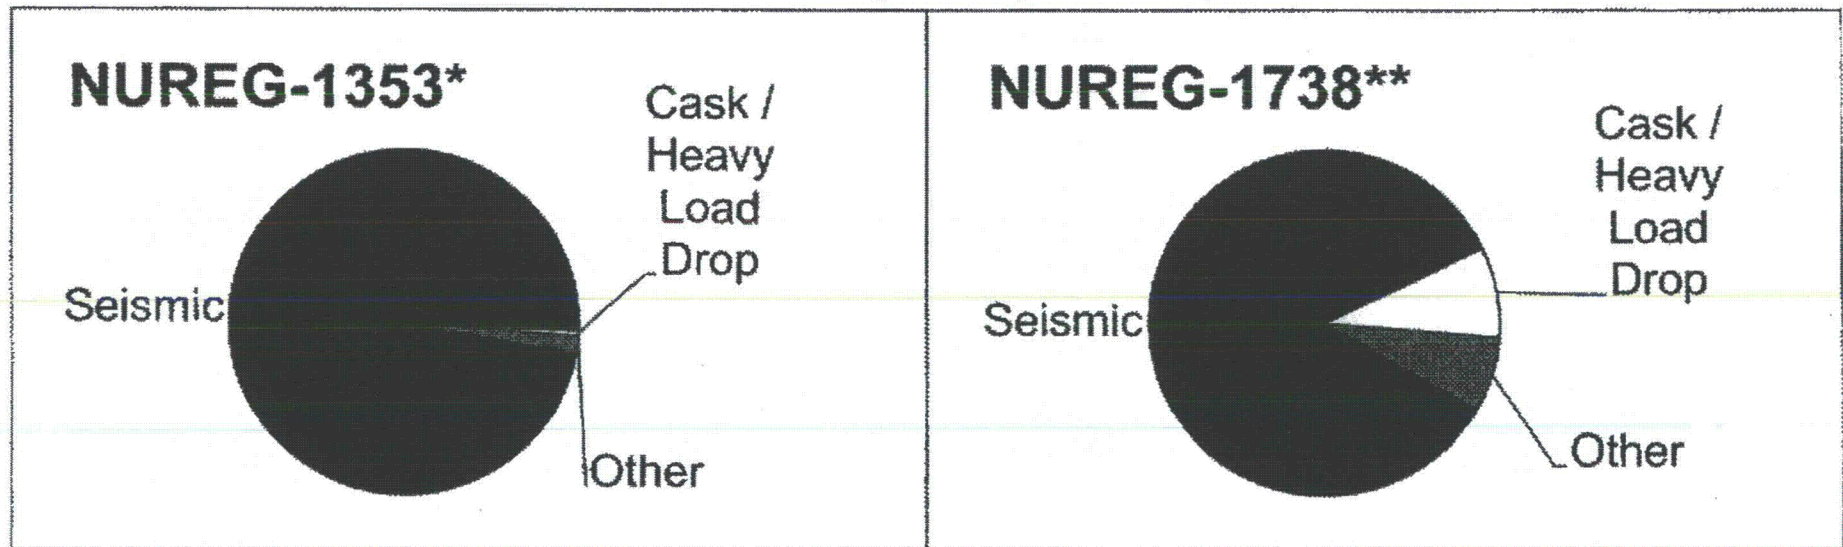 NUREG-1353*
Cask /
Heavy
Load
Drop
Seismic
Other
NUREG-1738**
Cask /
Heavy
Load
Drop
Seismic
Other